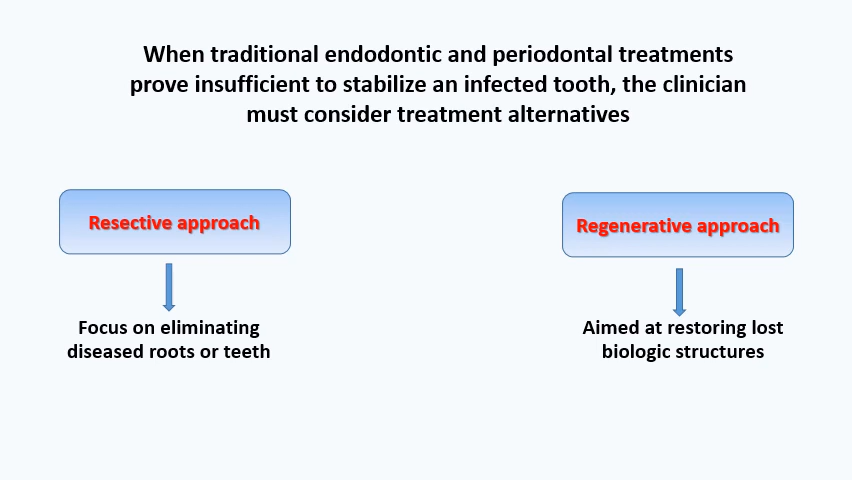 When traditional endodontic and periodontal treatments
prove insufficient to stabilize an infected tooth, the clinician
must consider treatment alternatives
Resective approach
Regenerative approach
Focus on eliminating
diseased roots or teeth
Aimed at restoring lost
biologic structures